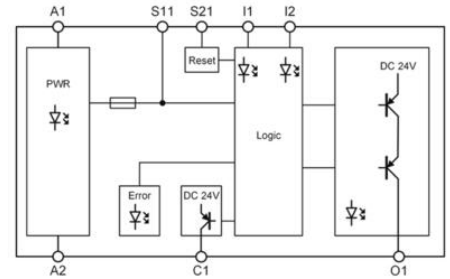 A1 S11 S21 I1 I2
Reset
DC 24V
PWR
Logic
Error DC 24V
A2 C1 O1